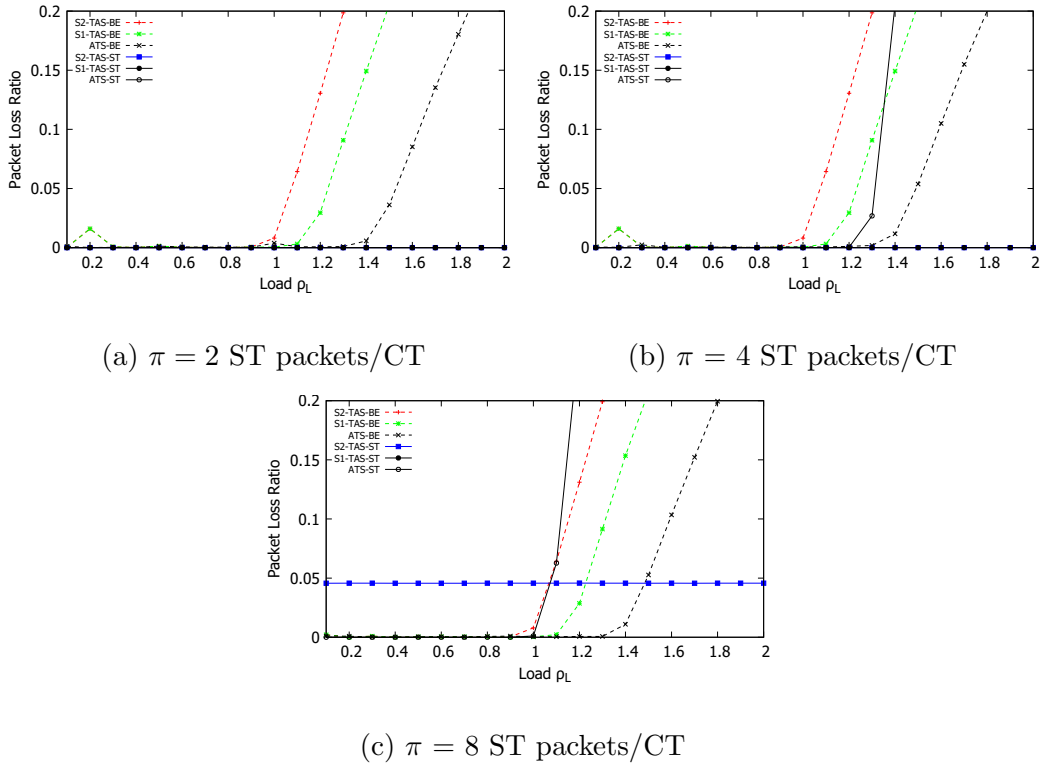 0.2
0.15
0.1
0.05
0
Packet Loss Ratio
S2-TAS-BE
S1-TAS-BE
ATS-BE
S2-TAS-ST
S1-TAS-ST
ATS-ST
0.2 0.4 0.6 0.8 1 1.2 1.4 1.6 1.8 2
Load ρL
(a) π = 2 ST packets/CT
0.2
0.15
0.1
0.05
0
Packet Loss Ratio
S2-TAS-BE
S1-TAS-BE
ATS-BE
S2-TAS-ST
S1-TAS-ST
ATS-ST
0.2 0.4 0.6 0.8 1 1.2 1.4 1.6 1.8 2
Load ρL
(b) π = 4 ST packets/CT
0.2
0.15
0.1
0.05
0
Packet Loss Ratio
S2-TAS-BE
S1-TAS-BE
ATS-BE
S2-TAS-ST
S1-TAS-ST
ATS-ST
0.2 0.4 0.6 0.8 1 1.2 1.4 1.6 1.8 2
Load ρL
(c) π = 8 ST packets/CT